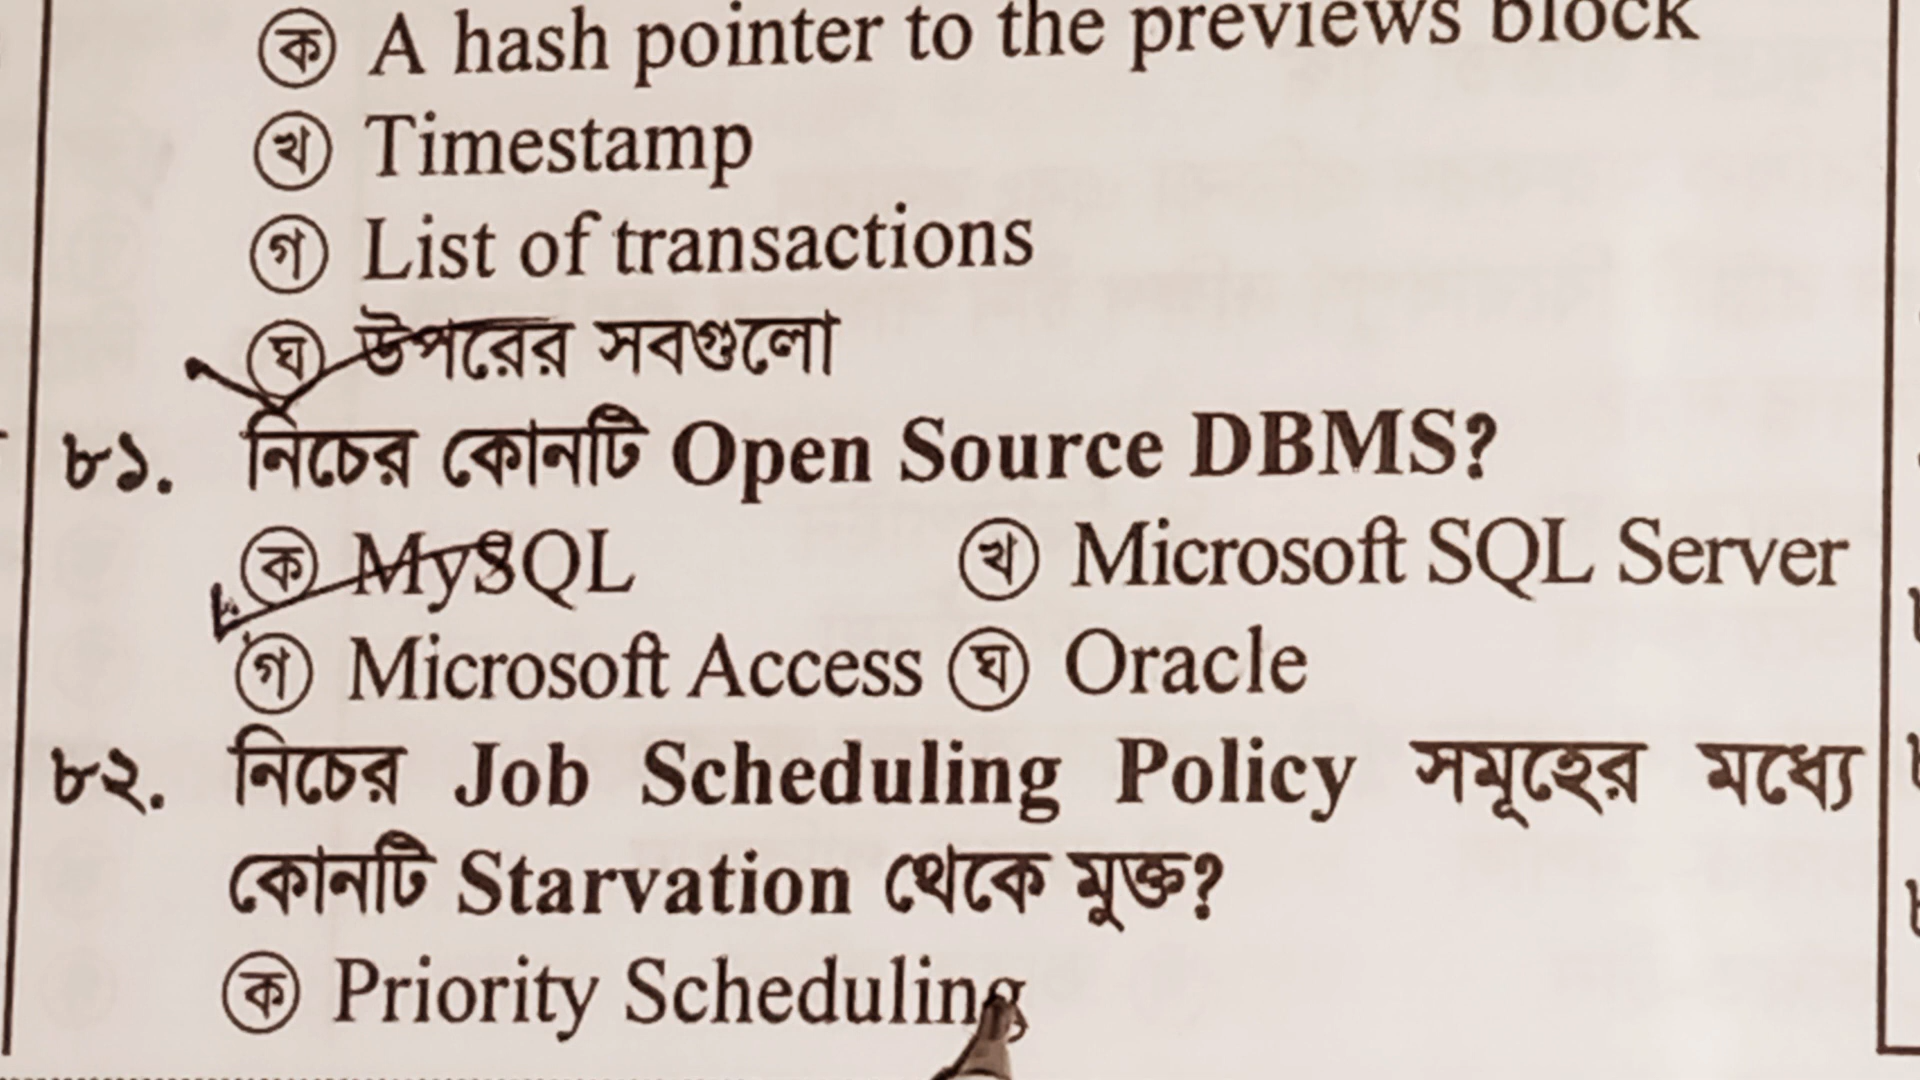 ক A hash pointer to the previews block
খ Timestamp
গ List of transactions
ঘ উপরের সবগুলো
৮১. নিচের কোনটি Open Source DBMS?
ক MySQL খ Microsoft SQL Server
গ Microsoft Access ঘ Oracle
৮২. নিচের Job Scheduling Policy সমূহের মধ্যে
কোনটি Starvation থেকে মুক্ত?
ক Priority Scheduling